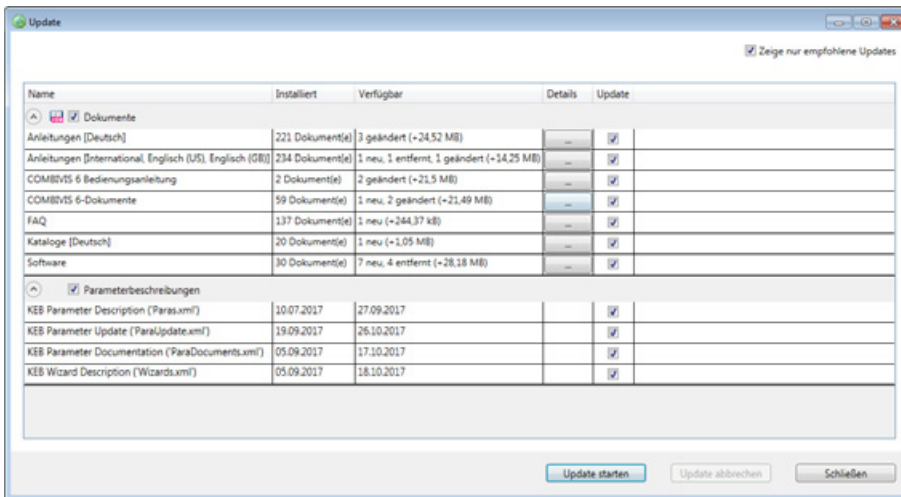 Update
Zeige nur empfohlene Updates
Name Installiert Verfügbar Details Update
Dokumente
Anleitungen [Deutsch] 221 Dokument(e) 3 geändert (+24,52 MB) ...
Anleitungen [International, Englisch (US), Englisch (GB)] 234 Dokument(e) 1 neu, 1 entfernt, 1 geändert (+14,25 MB) ...
COMBIVIS 6 Bedienungsanleitung 2 Dokument(e) 2 geändert (+21,5 MB) ...
COMBIVIS 6-Dokumente 59 Dokument(e) 1 neu, 2 geändert (+21,49 MB) ...
FAQ 137 Dokument(e) 1 neu (+244,37 kB) ...
Kataloge [Deutsch] 20 Dokument(e) 1 neu (+1,05 MB) ...
Software 30 Dokument(e) 7 neu, 4 entfernt (+28,18 MB) ...
Parameterbeschreibungen
KEB Parameter Description ('Paras.xml') 10.07.2017 27.09.2017
KEB Parameter Update ('ParaUpdate.xml') 19.09.2017 26.10.2017
KEB Parameter Documentation ('ParaDocuments.xml') 05.09.2017 17.10.2017
KEB Wizard Description ('Wizards.xml') 05.09.2017 18.10.2017
Update starten Update abbrechen Schließen